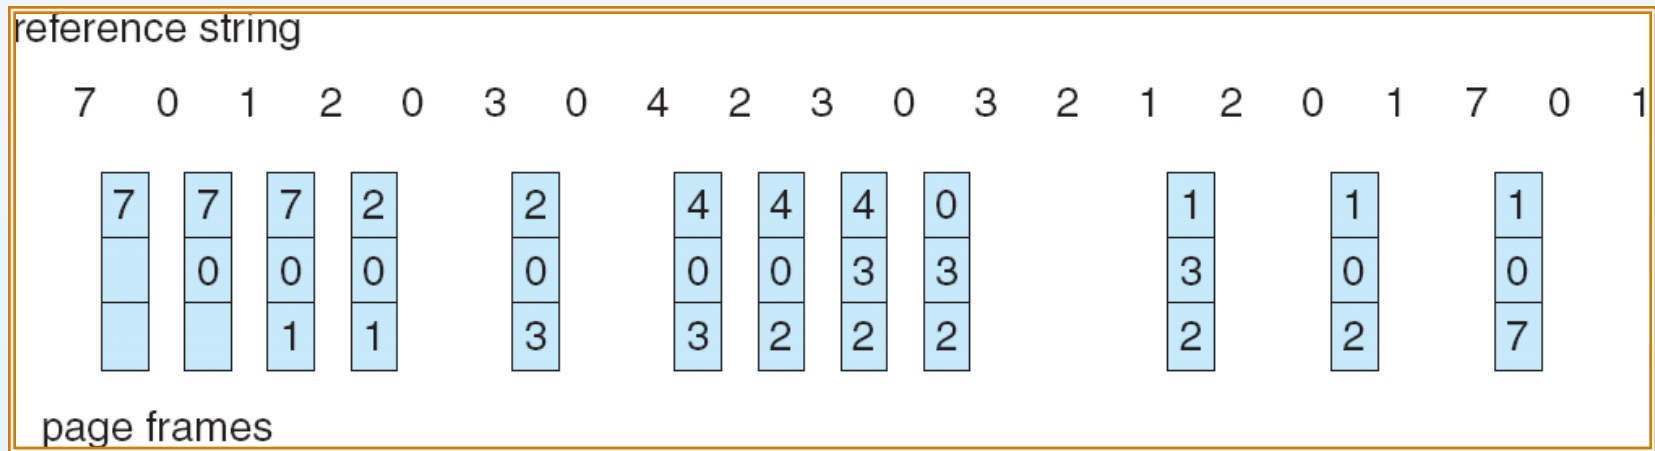 reference string
7 0 1 2 0 3 0 4 2 3 0 3 2 1 2 0 1 7 0 1
7 7 7 2 2 4 4 4 0 1 1 1
0 0 0 0 0 0 3 3 3 0 0
1 1 3 3 2 2 2 2 2 7
page frames